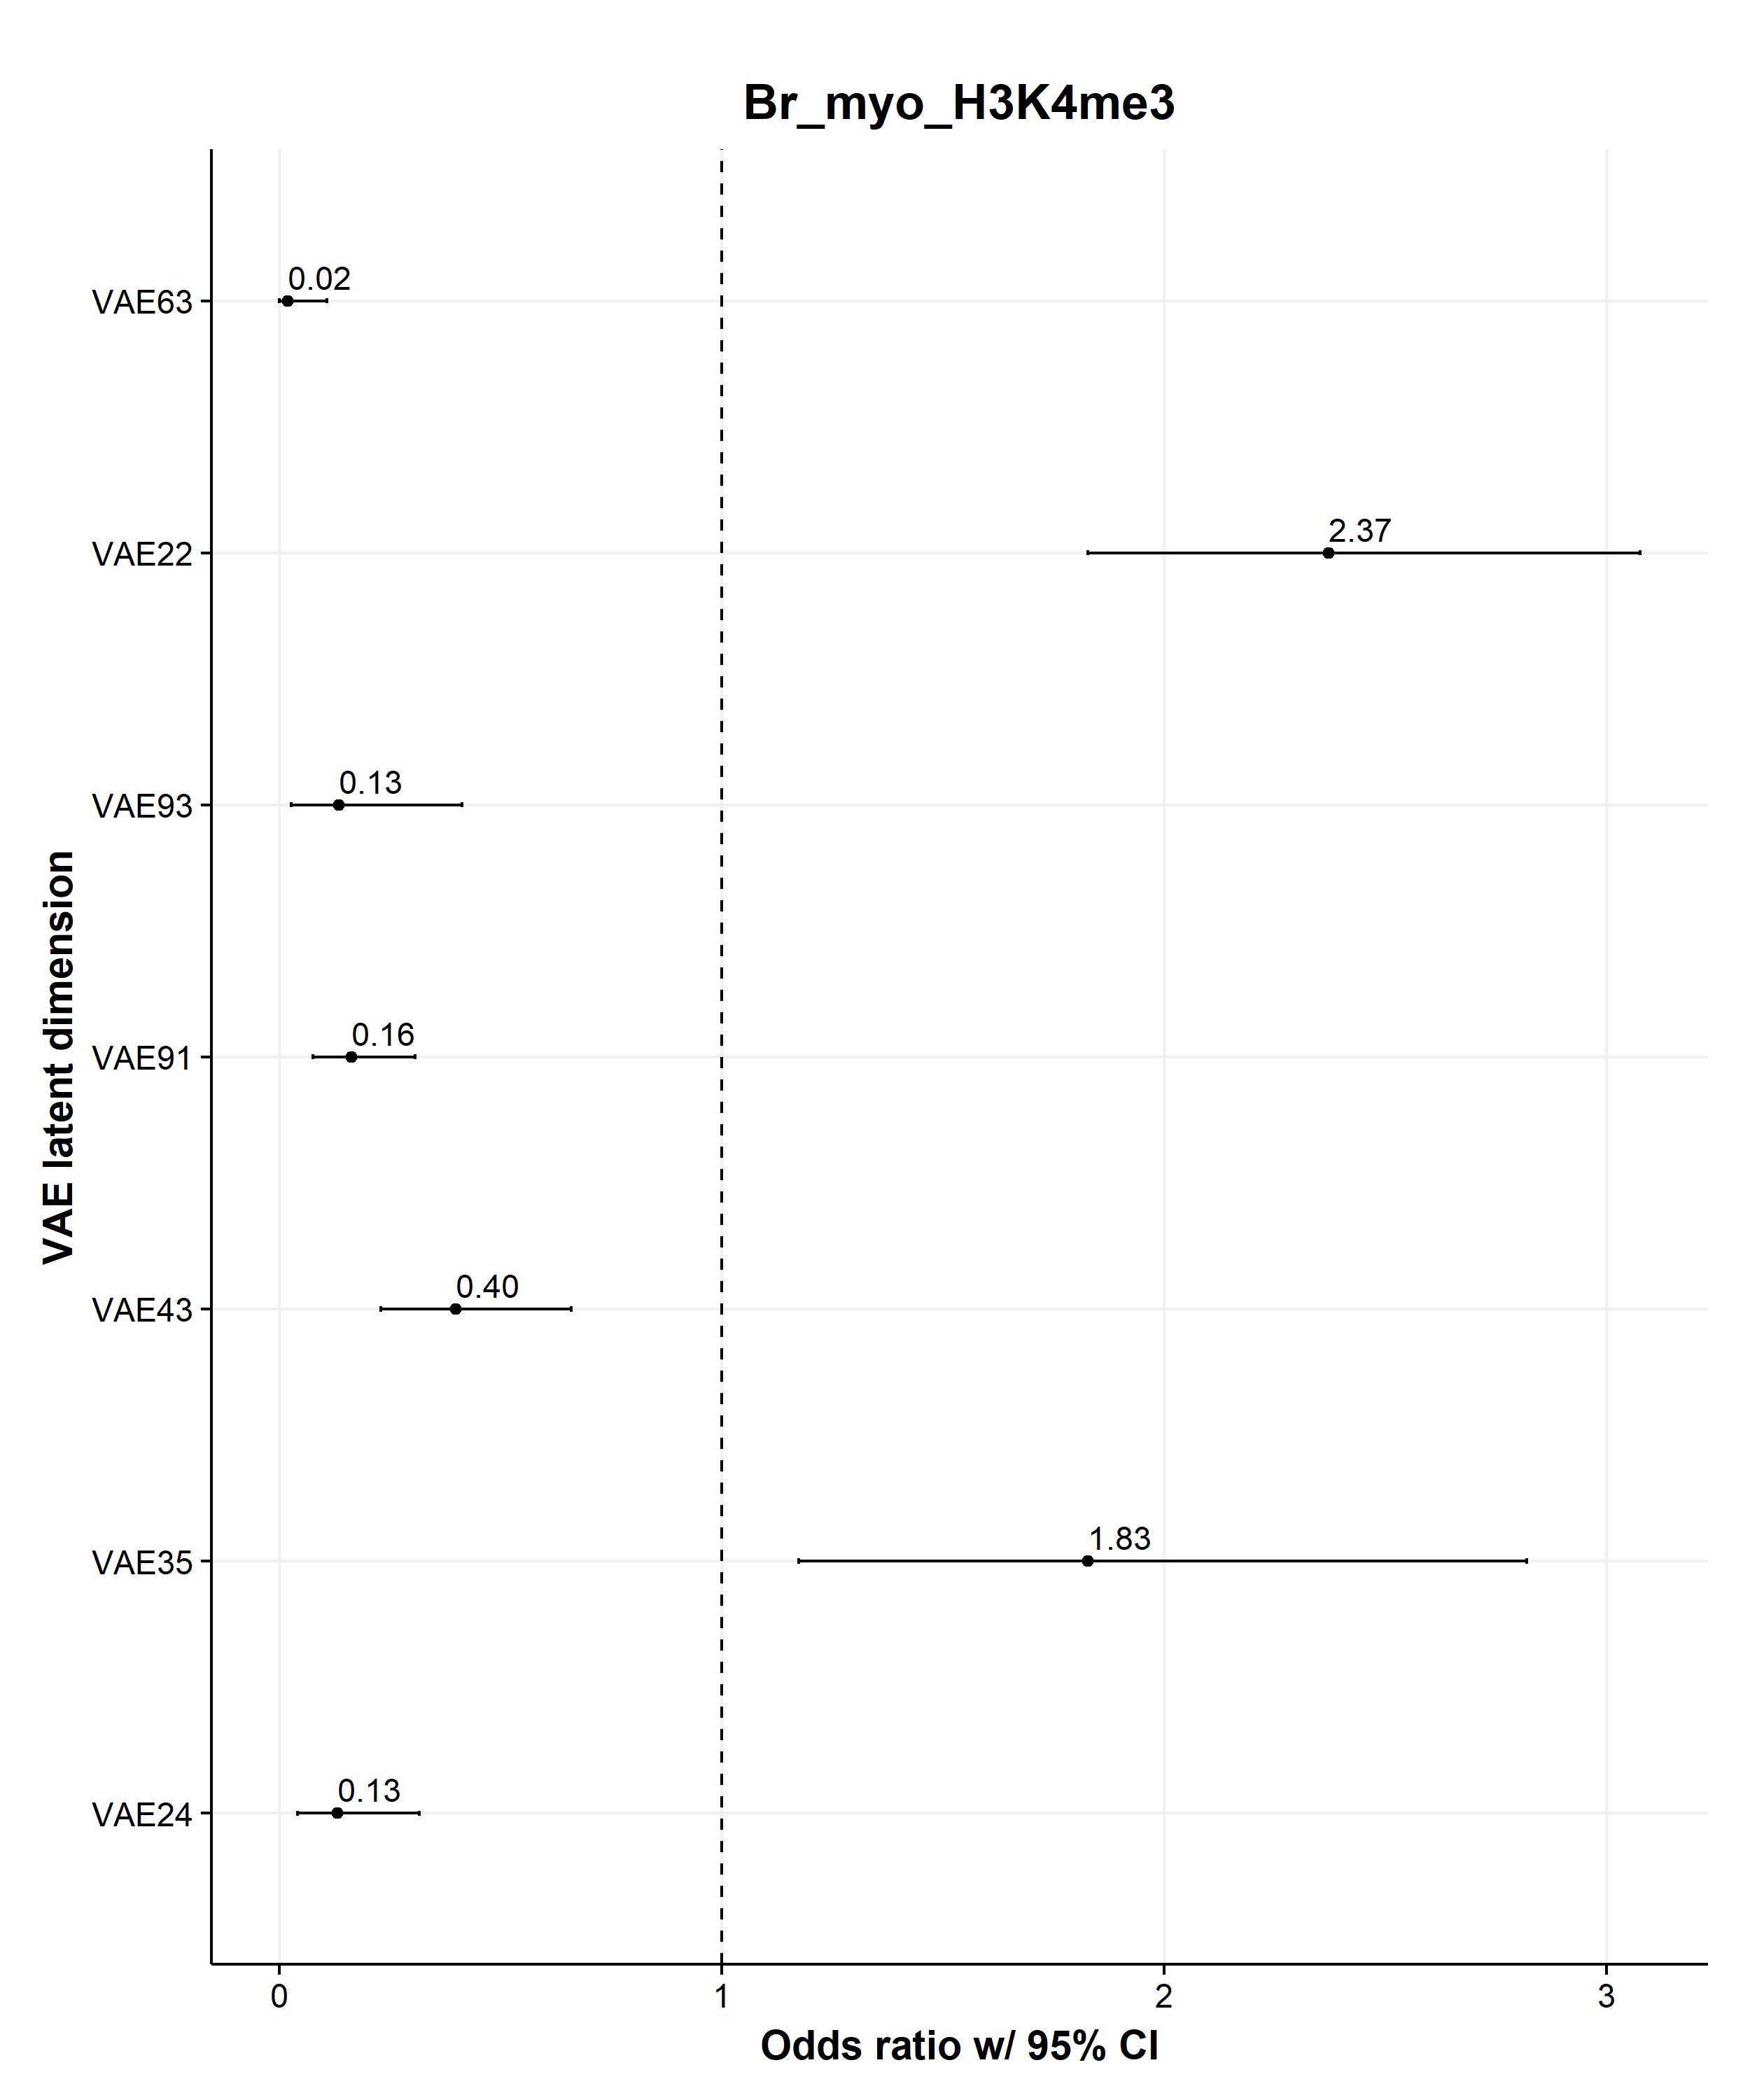 Br_myo_H3K4me3
VAE latent dimension
VAE63
0.02
VAE22
2.37
VAE93
0.13
VAE91
0.16
VAE43
0.40
VAE35
1.83
VAE24
0.13
0 1 2 3
Odds ratio w/ 95% CI